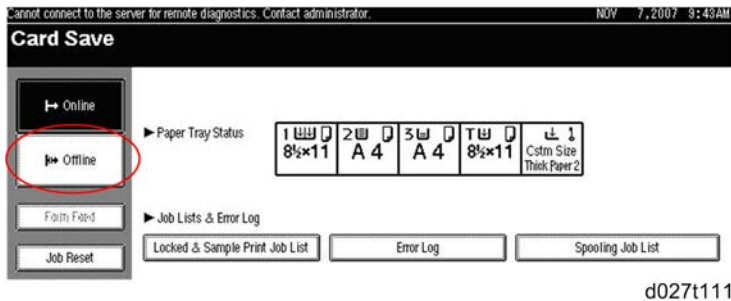 Cannot connect to the server for remote diagnostics. Contact administrator. NOV 7,2007 9:43AM
Card Save
Online
Offline
Form Feed
Job Reset
Paper Tray Status
1 8½×11
2 A 4
3 A 4
T 8½×11
Cstm Size
Thick Paper 2
Job Lists & Error Log
Locked & Sample Print Job List Error Log Spooling Job List
d027t111